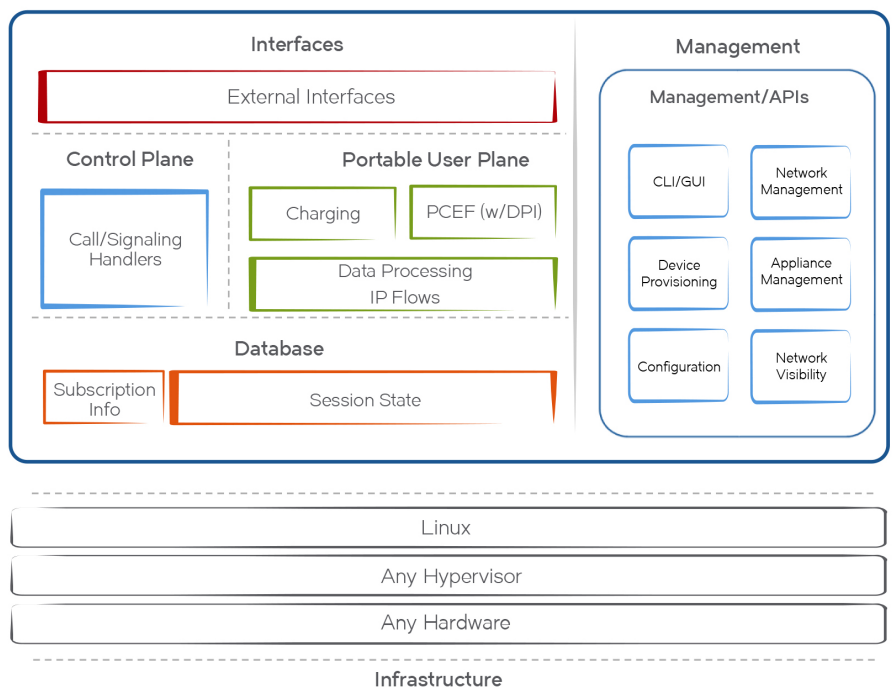 Interfaces
External Interfaces
Control Plane
Call/Signaling
Handlers
Portable User Plane
Charging
PCEF (w/DPI)
Data Processing
IP Flows
Database
Subscription
Info
Session State
Management
Management/APIs
CLI/GUI
Network
Management
Device
Provisioning
Appliance
Management
Configuration
Network
Visibility
Linux
Any Hypervisor
Any Hardware
Infrastructure